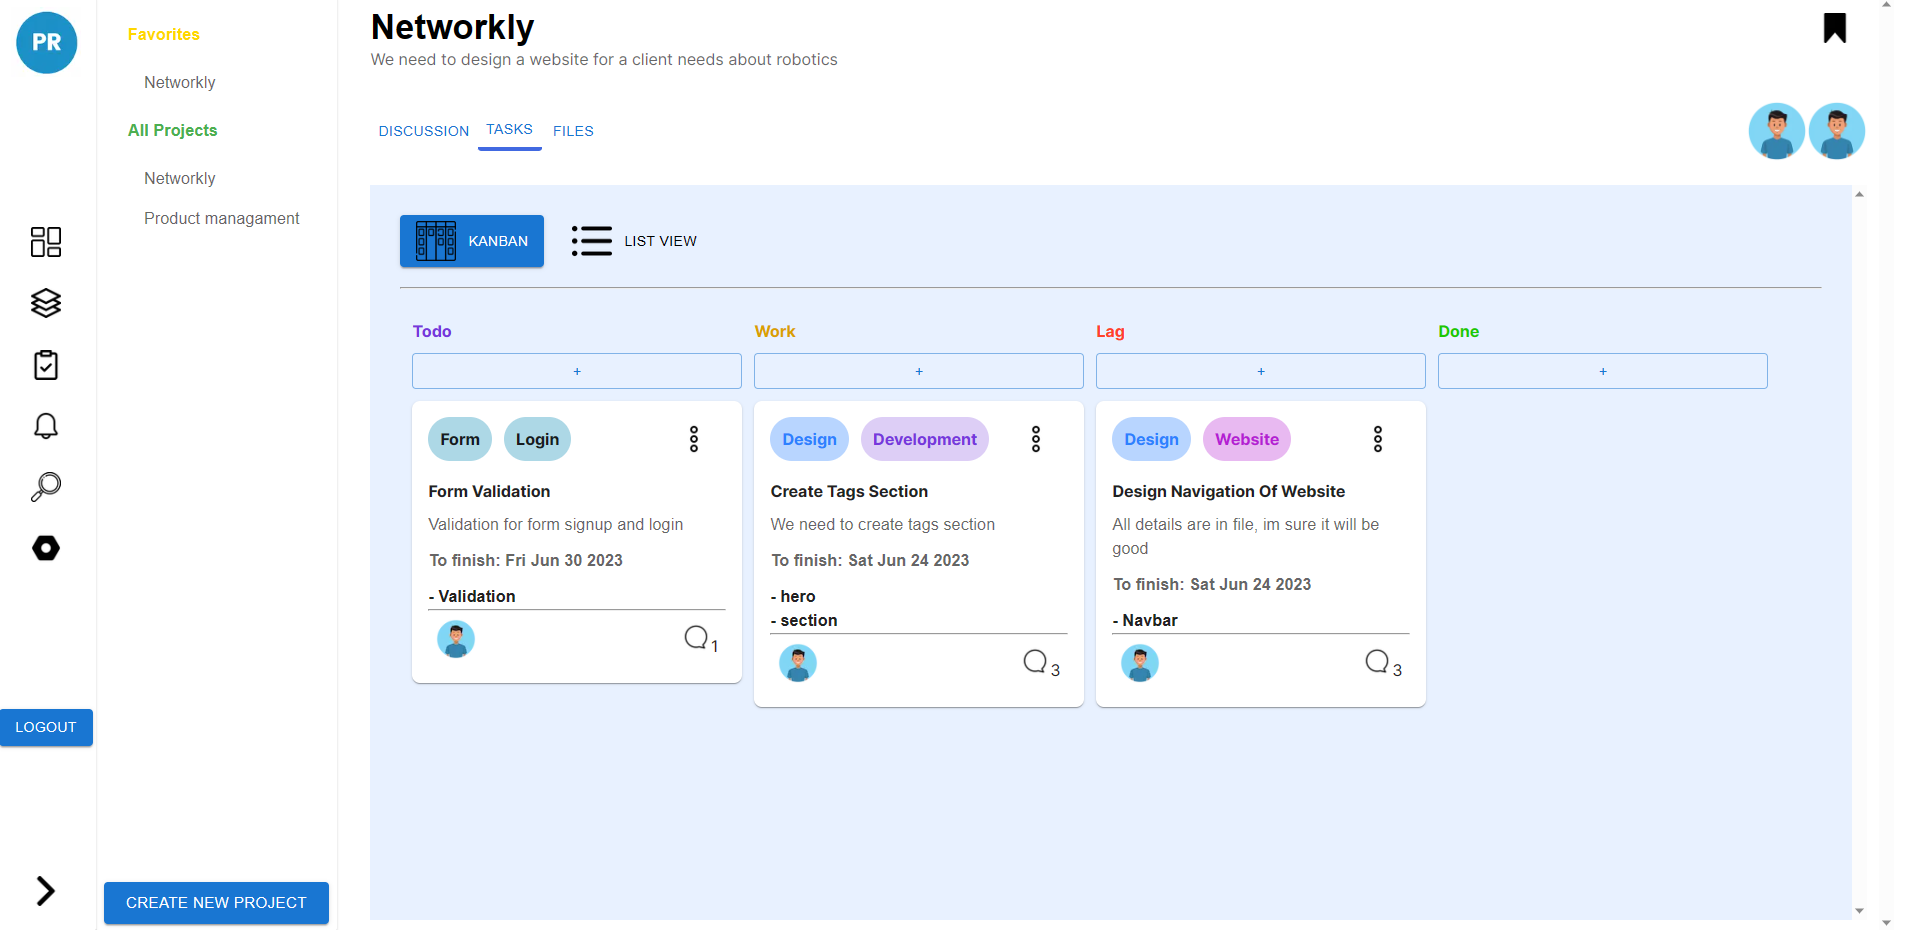 PR
Favorites
Networkly
All Projects
Networkly
Product managament
LOGOUT
CREATE NEW PROJECT
Networkly
We need to design a website for a client needs about robotics
DISCUSSION TASKS FILES
KANBAN LIST VIEW
Todo
+
Form Login
Form Validation
Validation for form signup and login
To finish: Fri Jun 30 2023
- Validation
1
Work
+
Design Development
Create Tags Section
We need to create tags section
To finish: Sat Jun 24 2023
- hero
- section
3
Lag
+
Design Website
Design Navigation Of Website
All details are in file, im sure it will be
good
To finish: Sat Jun 24 2023
- Navbar
3
Done
+